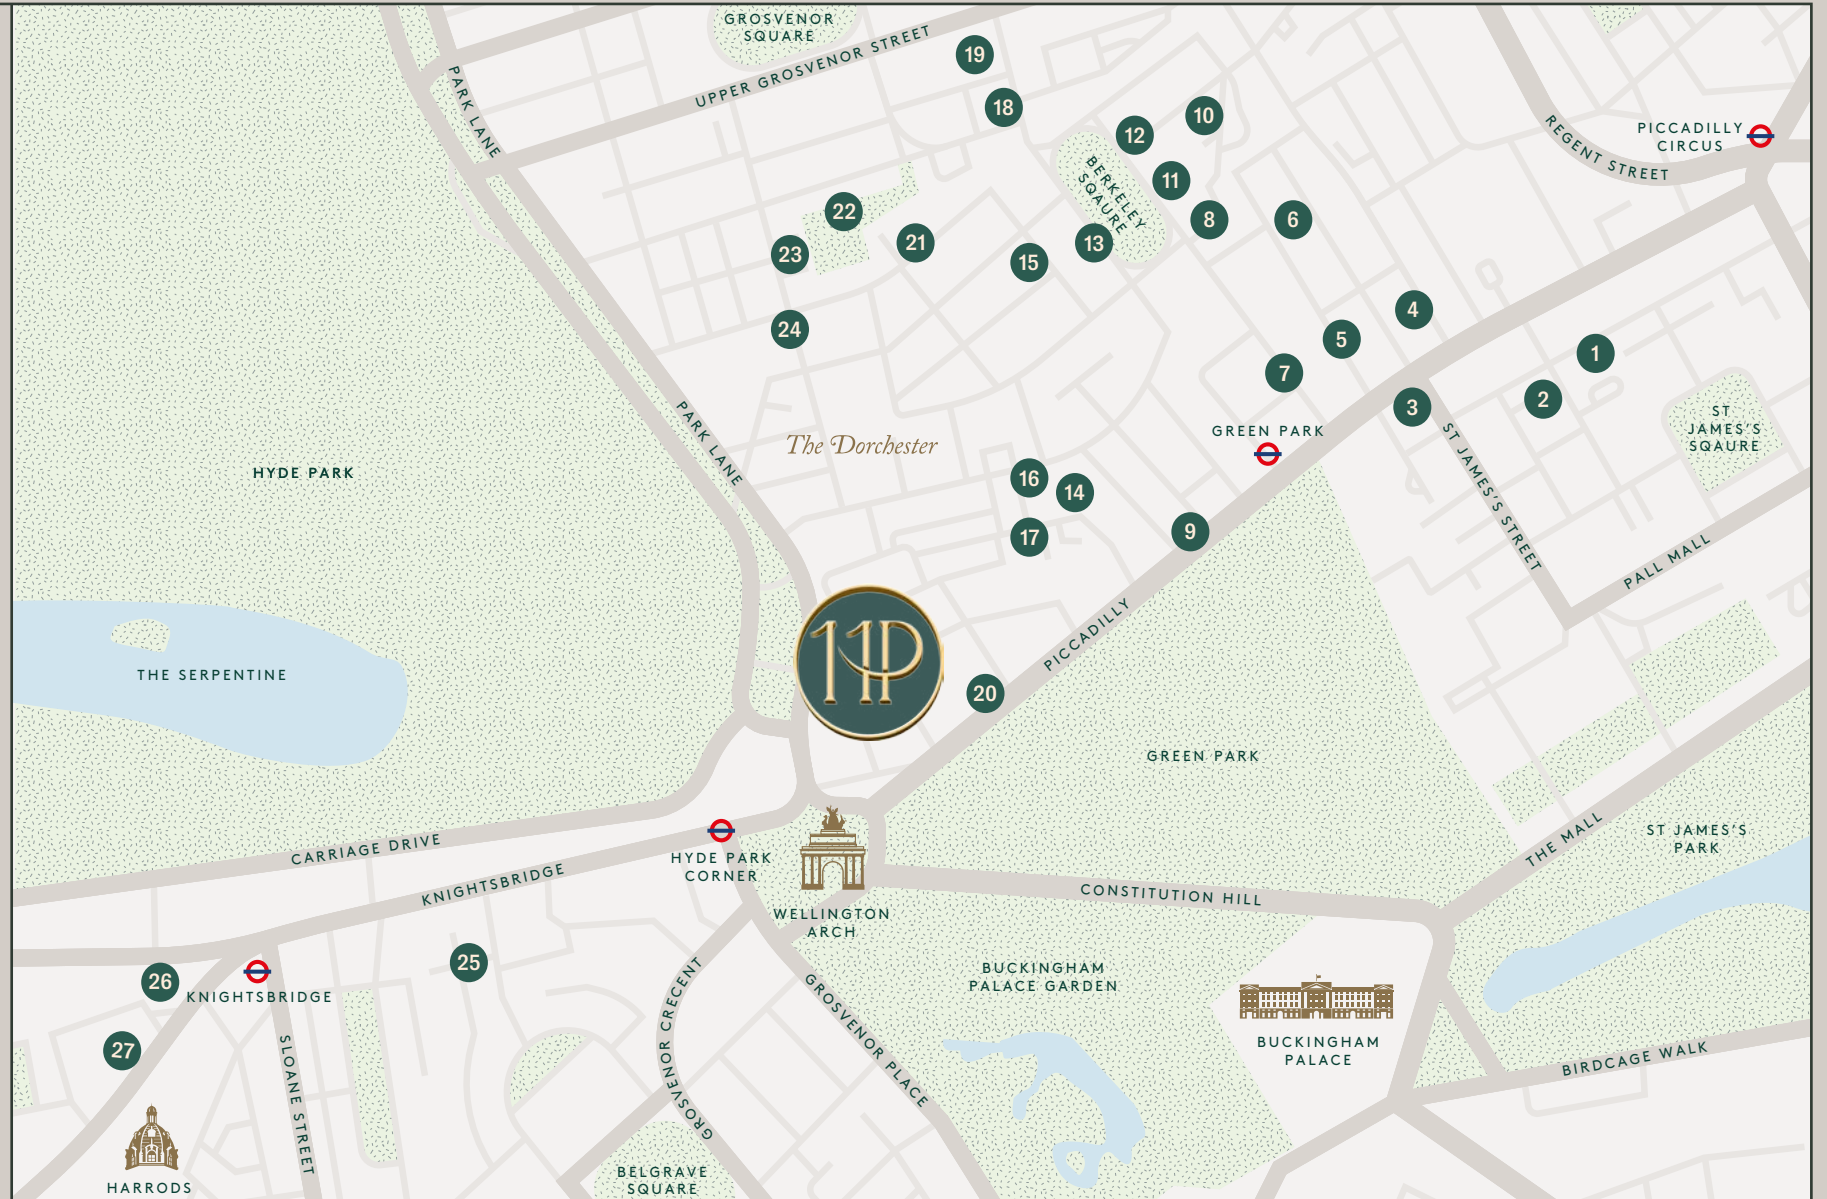 GROSVENOR
SQUARE
UPPER GROSVENOR STREET
PARK LANE
19
18
10
12
11
BERKELEY
SQAURE
8
6
13
15
22
21
23
24
REGENT STREET
PICCADILLY
CIRCUS
4
5
7
1
2
3
GREEN PARK
ST
JAMES'S
SQAURE
ST JAMES'S STREET
PALL MALL
HYDE PARK
PARK LANE
The Dorchester
16
14
17
9
THE SERPENTINE
11P
20
PICCADILLY
GREEN PARK
CARRIAGE DRIVE
KNIGHTSBRIDGE
HYDE PARK
CORNER
WELLINGTON
ARCH
CONSTITUTION HILL
THE MALL
ST JAMES'S
PARK
25
26
KNIGHTSBRIDGE
27
SLOANE STREET
HARRODS
GROSVENOR CRECENT
GROSVENOR PLACE
BUCKINGHAM
PALACE GARDEN
BUCKINGHAM
PALACE
BIRDCAGE WALK
BELGRAVE
SQUARE